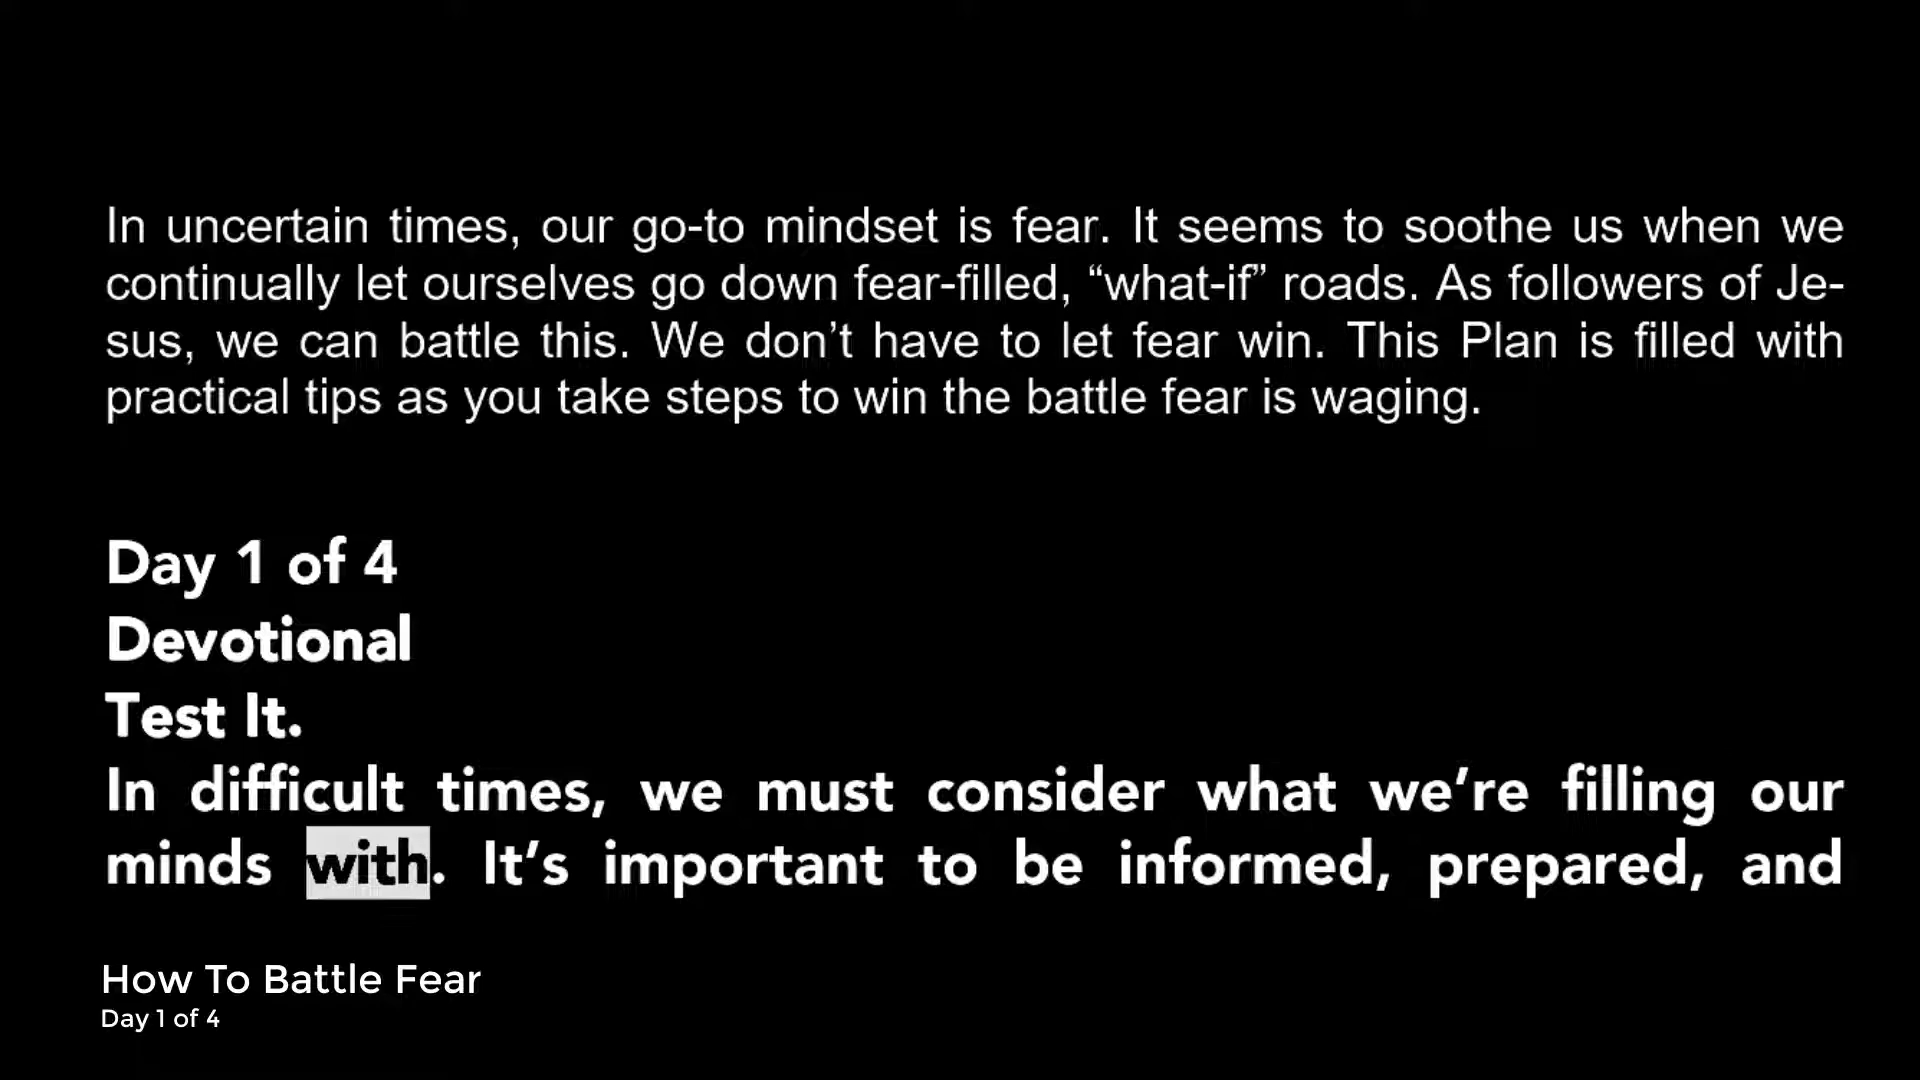 In uncertain times, our go-to mindset is fear. It seems to soothe us when we
continually let ourselves go down fear-filled, “what-if” roads. As followers of Je-
sus, we can battle this. We don’t have to let fear win. This Plan is filled with
practical tips as you take steps to win the battle fear is waging.
Day 1 of 4
Devotional
Test It.
In difficult times, we must consider what we’re filling our
minds with. It’s important to be informed, prepared, and
How To Battle Fear
Day 1 of 4